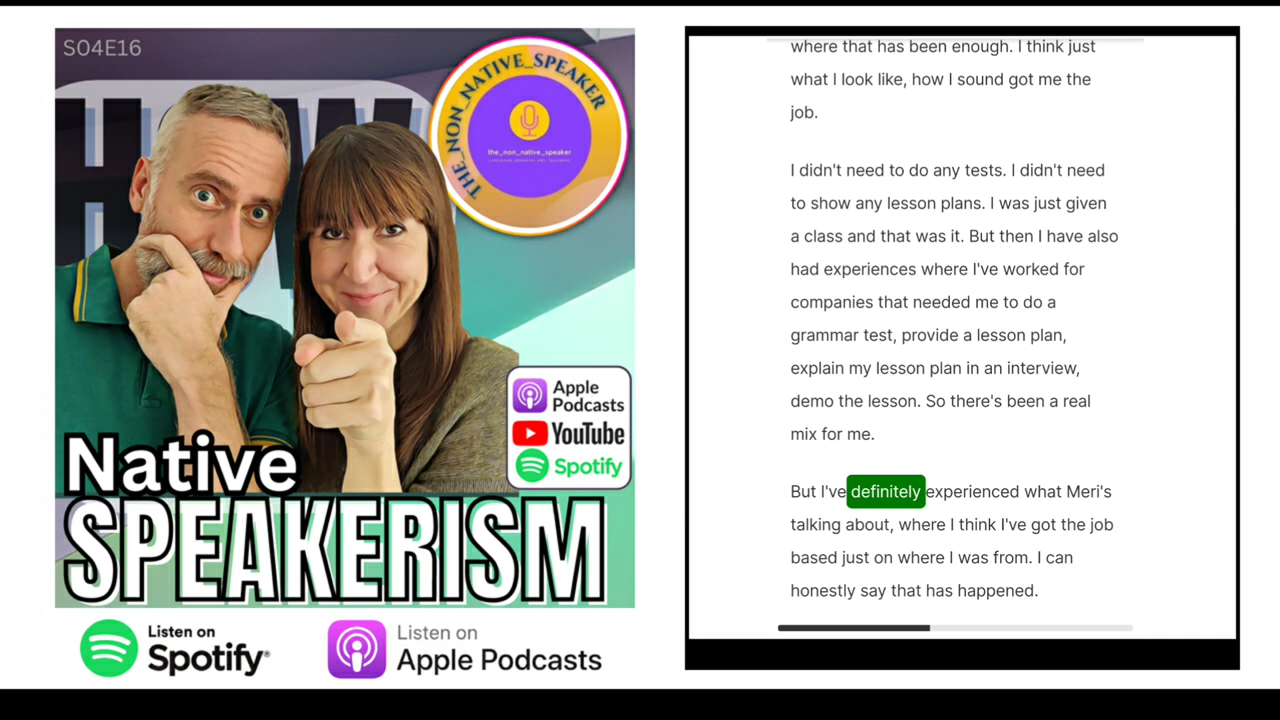 S04E16
HOW
THE_NON_NATIVE_SPEAKER
the_non_native_speaker
Apple
Podcasts
YouTube
Spotify
Native
SPEAKERISM
Listen on
Spotify
Listen on
Apple Podcasts
where that has been enough. I think just
what I look like, how I sound got me the
job.
I didn't need to do any tests. I didn't need
to show any lesson plans. I was just given
a class and that was it. But then I have also
had experiences where I've worked for
companies that needed me to do a
grammar test, provide a lesson plan,
explain my lesson plan in an interview,
demo the lesson. So there's been a real
mix for me.
But I've definitely experienced what Meri's
talking about, where I think I've got the job
based just on where I was from. I can
honestly say that has happened.